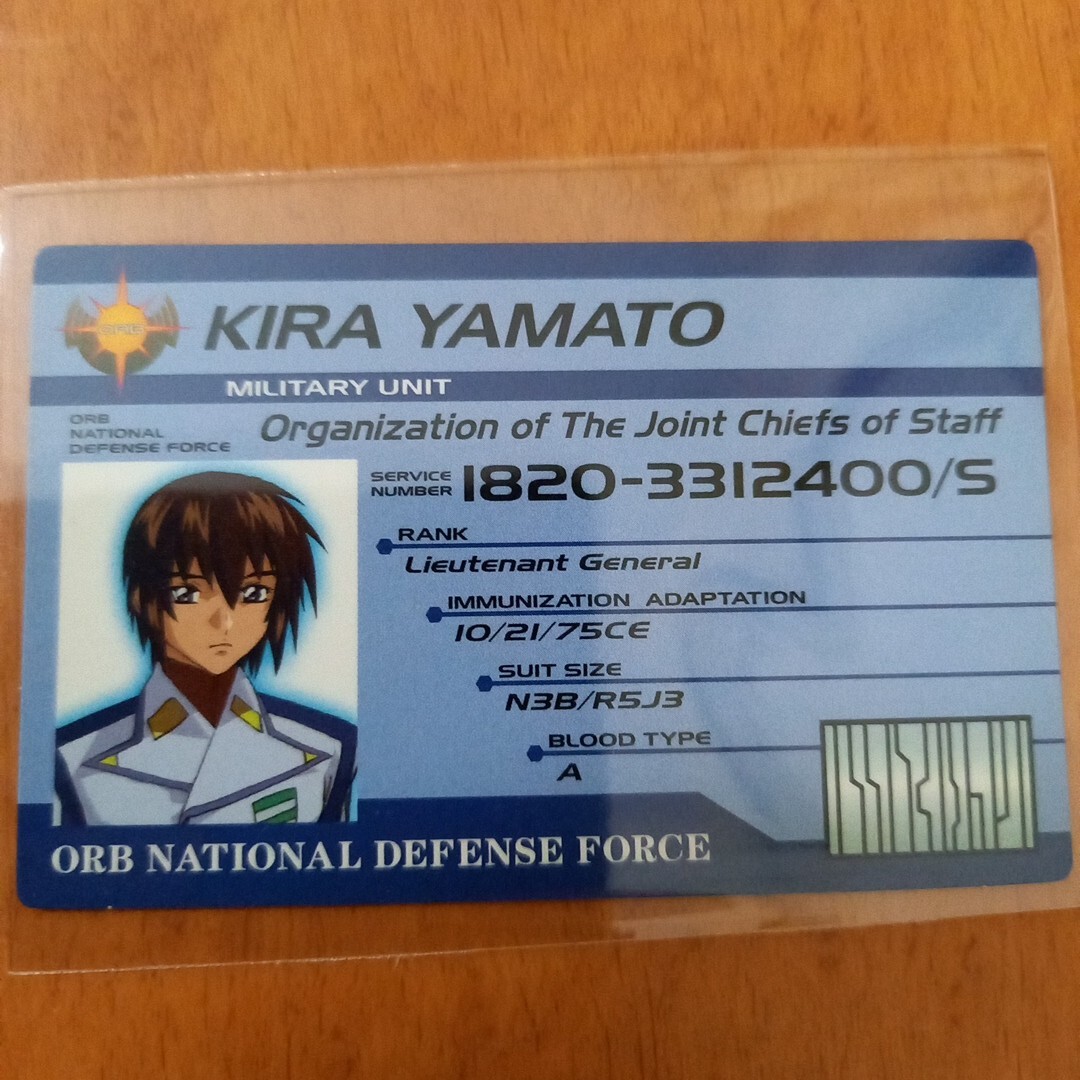 ORB
KIRA YAMATO
MILITARY UNIT
ORB
NATIONAL
DEFENSE FORCE
Organization of The Joint Chiefs of Staff
SERVICE
NUMBER
1820-3312400/S
RANK
Lieutenant General
IMMUNIZATION ADAPTATION
10/21/75CE
SUIT SIZE
N3B/R5J3
BLOOD TYPE
A
ORB NATIONAL DEFENSE FORCE